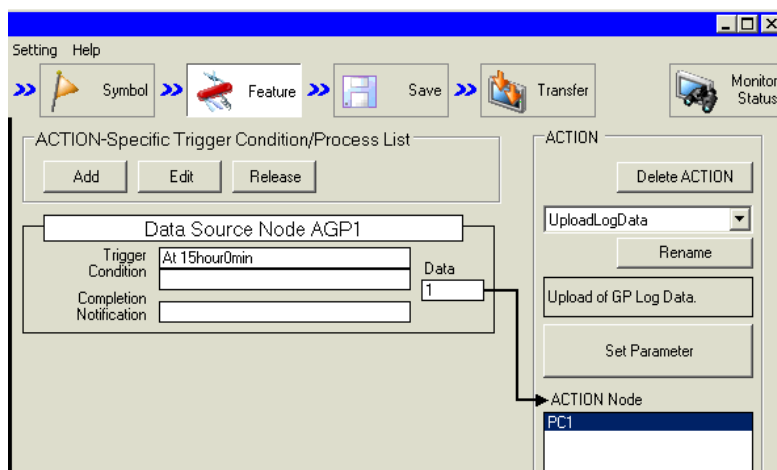 Setting Help
Symbol Feature Save Transfer Monitor Status
ACTION-Specific Trigger Condition/Process List
Add Edit Release
Data Source Node AGP1
Trigger Condition At 15hour0min
Data
1
Completion Notification
ACTION
Delete ACTION
UploadLogData
Rename
Upload of GP Log Data.
Set Parameter
ACTION Node
PC1